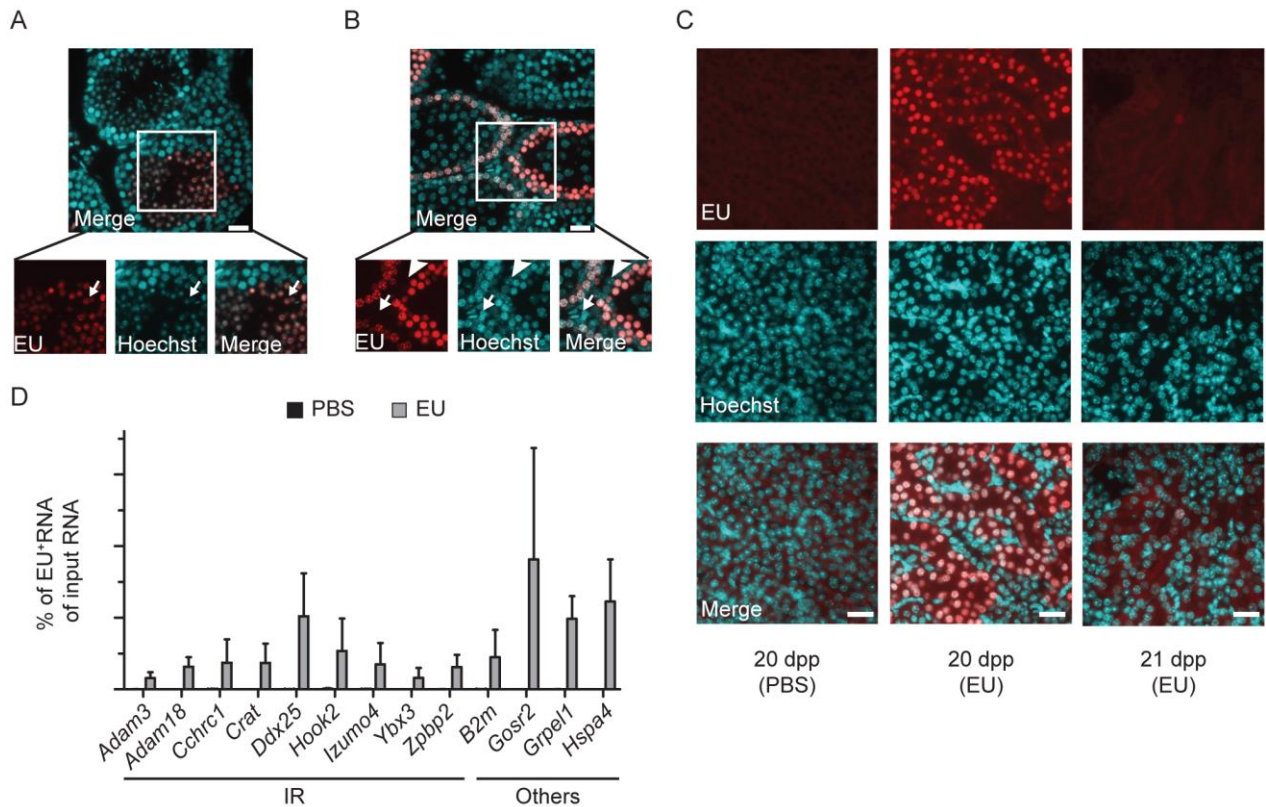 A
Merge
EU
Hoechst
Merge
B
Merge
EU
Hoechst
Merge
C
EU
Hoechst
Merge
20 dpp
(PBS)
20 dpp
(EU)
21 dpp
(EU)
D
PBS
EU
% of EU⁺RNA
of input RNA
Adam3
Adam18
Cchrc1
Crat
Ddx25
Hook2
Izumo4
Ybx3
Zpbp2
B2m
Gosr2
Grpel1
Hspa4
IR
Others